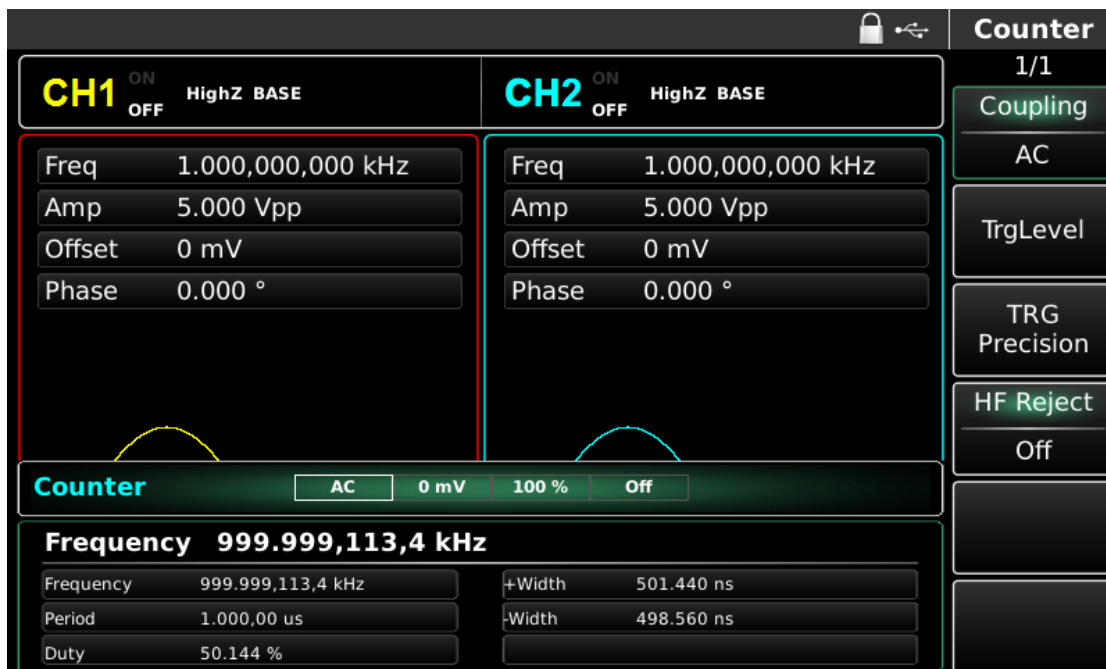 Counter
1/1
CH1 ON OFF HighZ BASE
CH2 ON OFF HighZ BASE
Coupling
AC
Freq 1.000,000,000 kHz
Amp 5.000 Vpp
Offset 0 mV
Phase 0.000 °
Freq 1.000,000,000 kHz
Amp 5.000 Vpp
Offset 0 mV
Phase 0.000 °
TrgLevel
TRG
Precision
HF Reject
Off
Counter AC 0 mV 100 % Off
Frequency 999.999,113,4 kHz
Frequency 999.999,113,4 kHz
Period 1.000,00 us
Duty 50.144 %
+Width 501.440 ns
-Width 498.560 ns